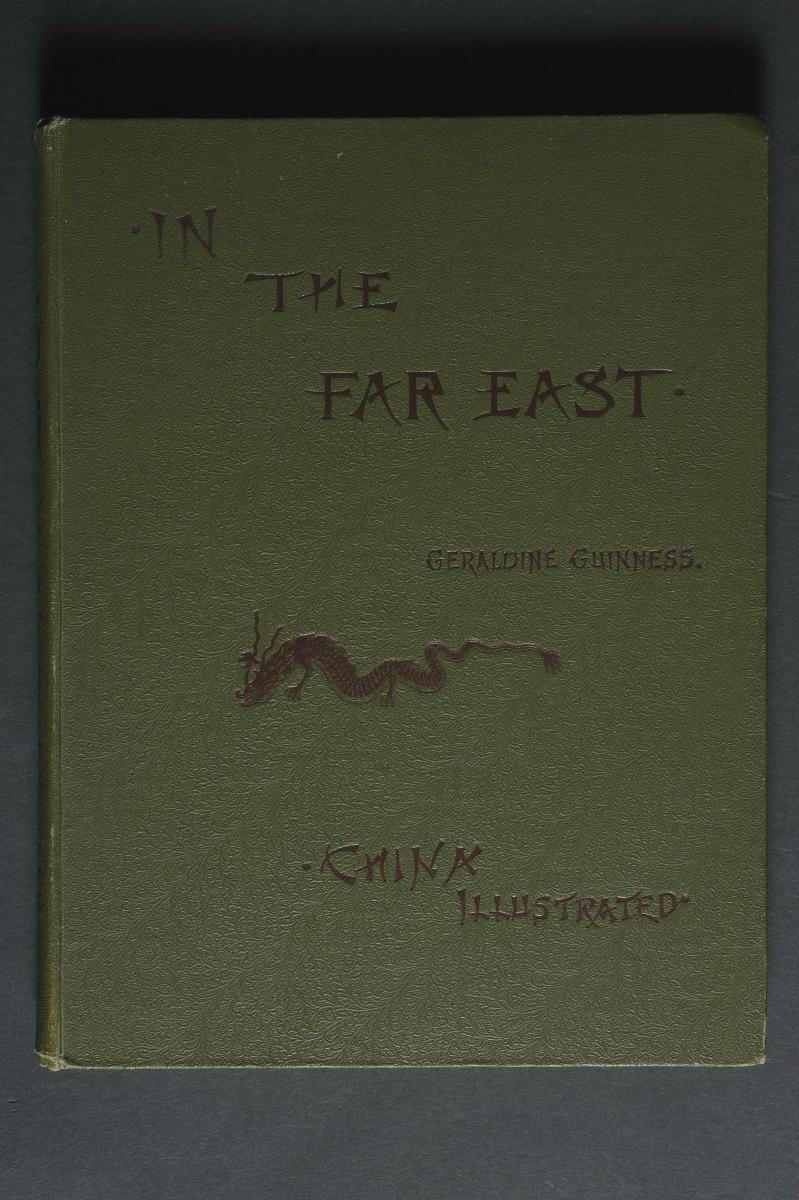 ·IN
THE
FAR EAST·
GERALDINE GUINNESS.
·CHINA
ILLUSTRATED·